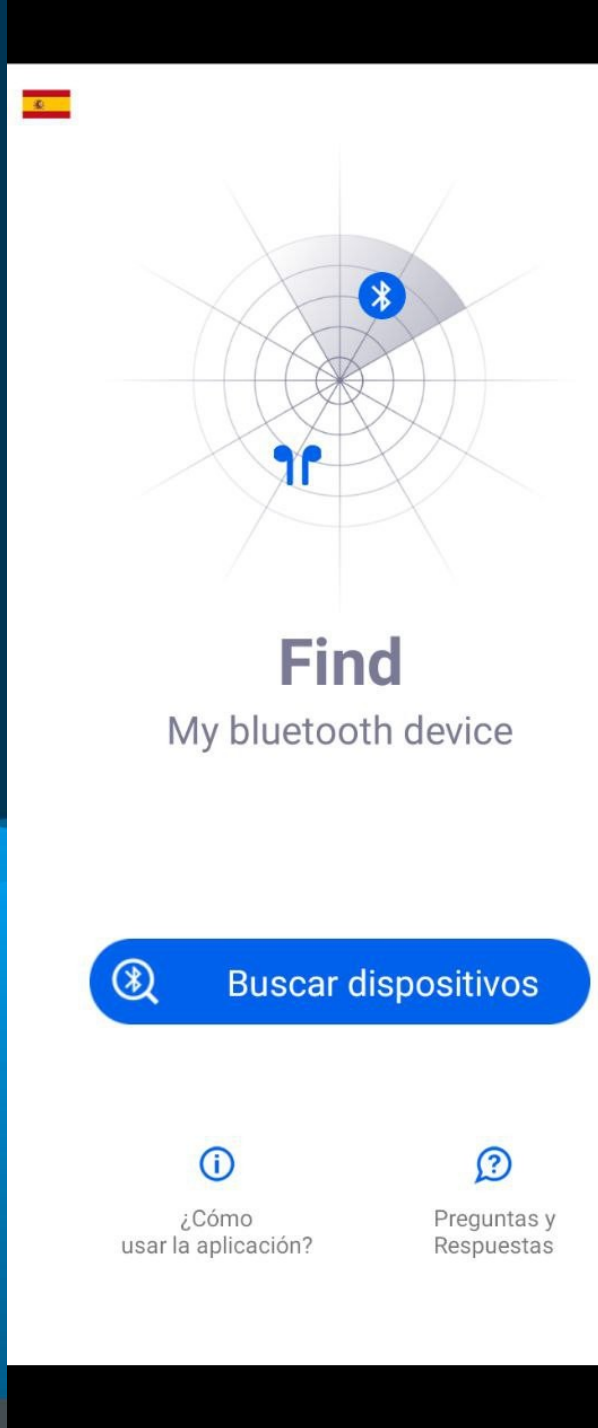 Find
My bluetooth device
Buscar dispositivos
¿Cómo
usar la aplicación?
Preguntas y
Respuestas